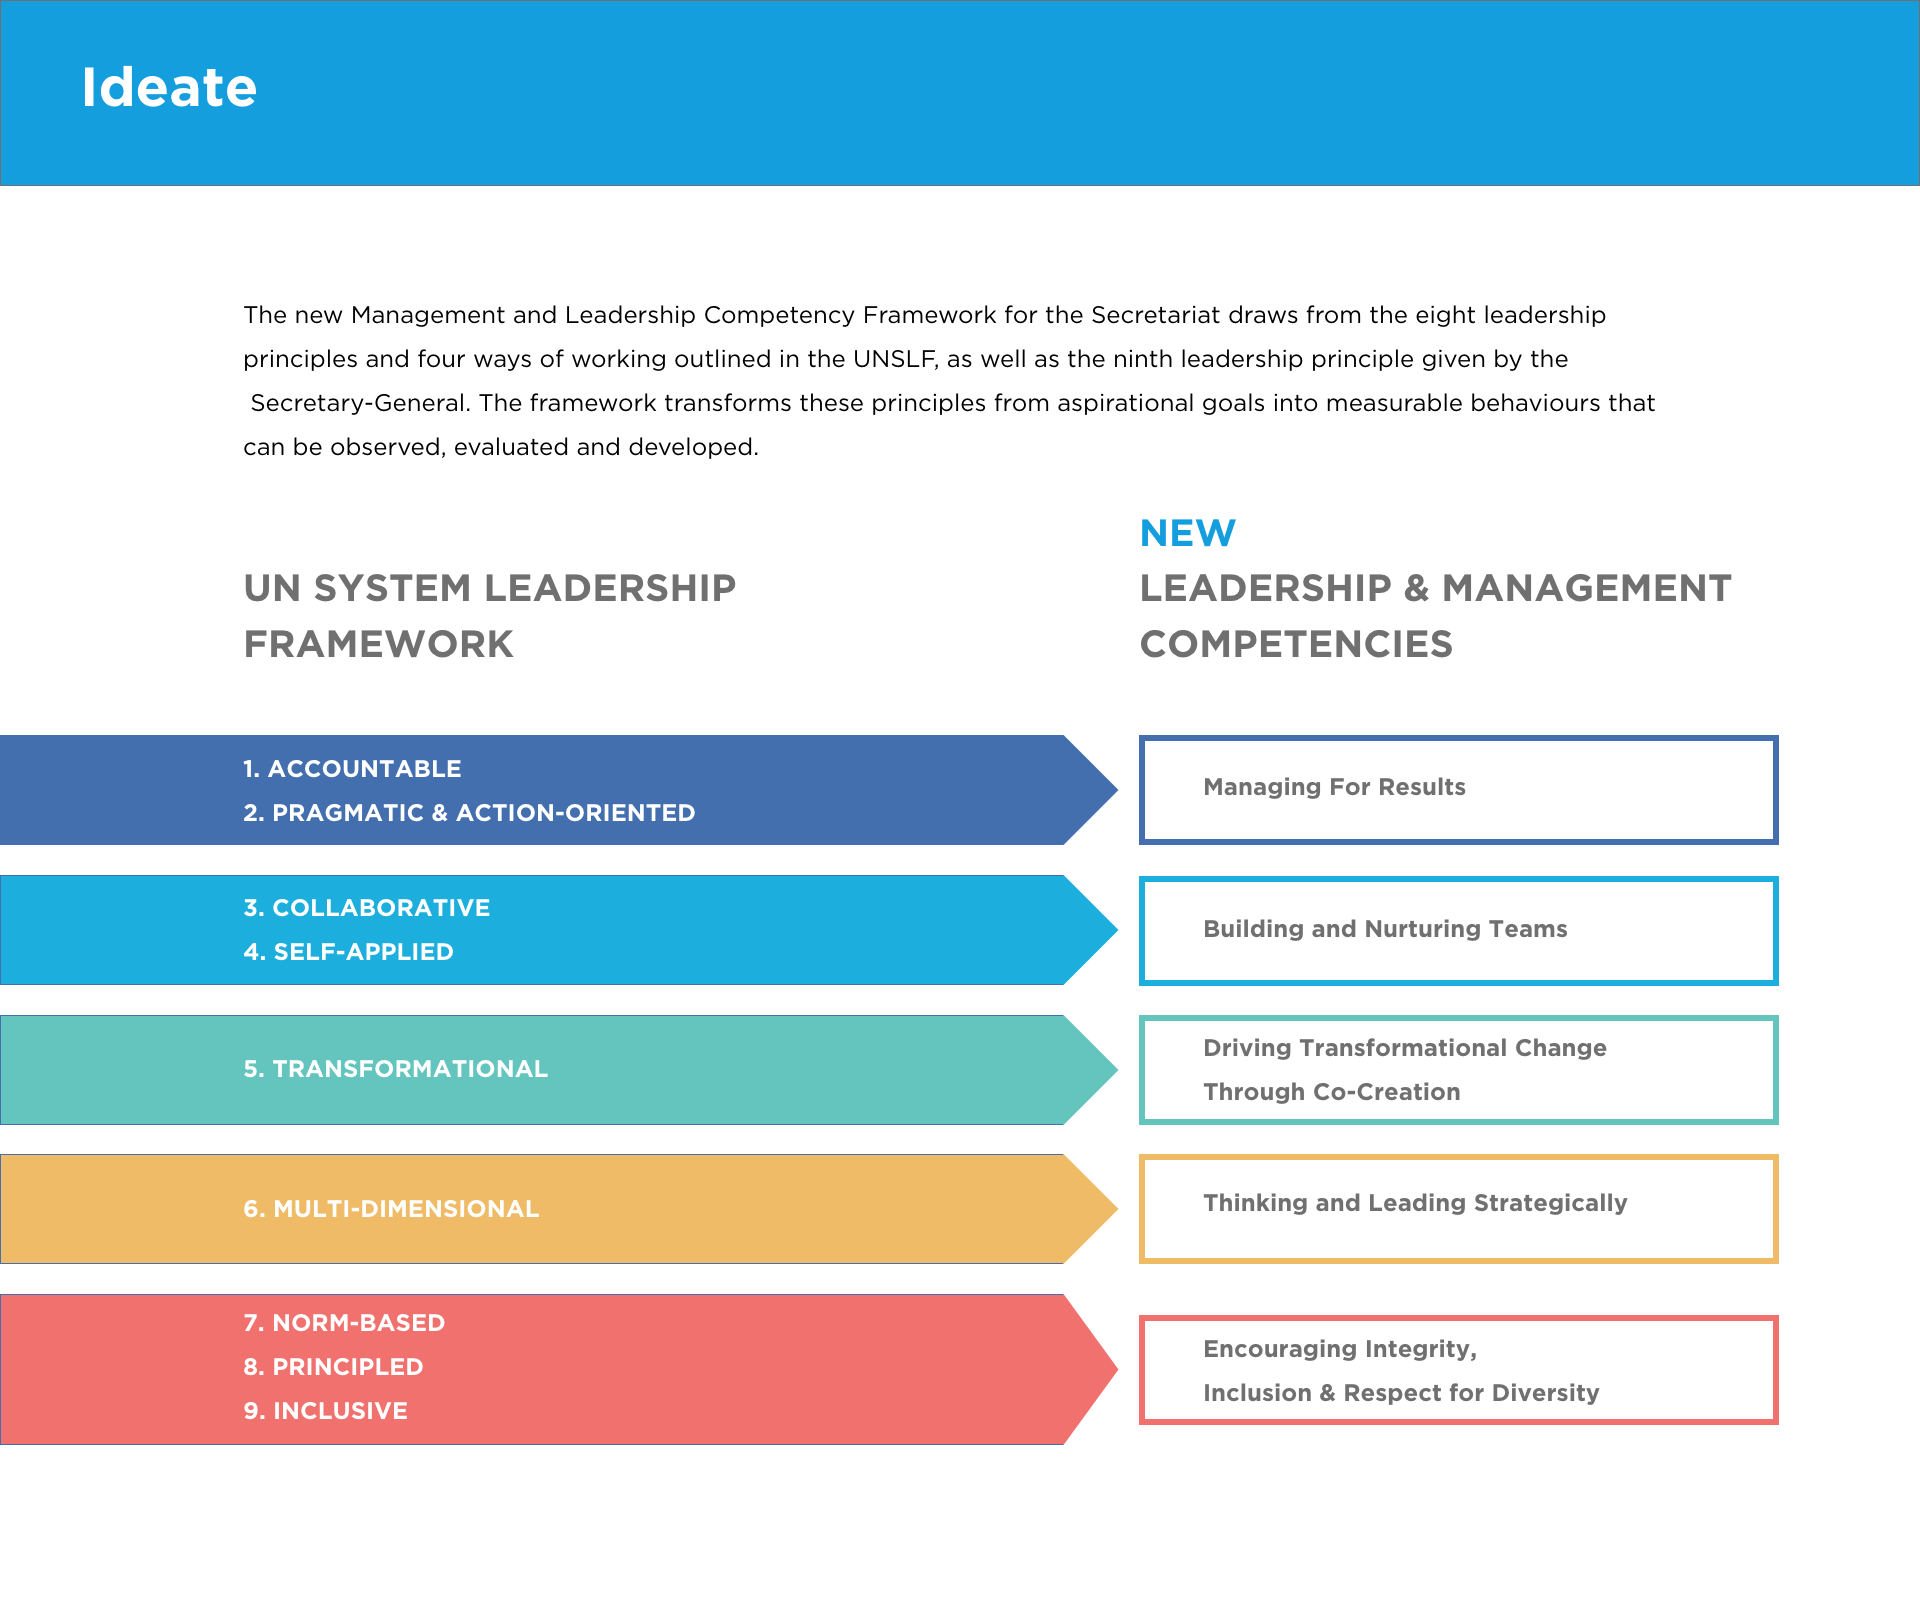 Ideate
The new Management and Leadership Competency Framework for the Secretariat draws from the eight leadership
principles and four ways of working outlined in the UNSLF, as well as the ninth leadership principle given by the
Secretary-General. The framework transforms these principles from aspirational goals into measurable behaviours that
can be observed, evaluated and developed.
UN SYSTEM LEADERSHIP
FRAMEWORK
NEW
LEADERSHIP & MANAGEMENT
COMPETENCIES
1. ACCOUNTABLE
2. PRAGMATIC & ACTION-ORIENTED
Managing For Results
3. COLLABORATIVE
4. SELF-APPLIED
Building and Nurturing Teams
5. TRANSFORMATIONAL
Driving Transformational Change
Through Co-Creation
6. MULTI-DIMENSIONAL
Thinking and Leading Strategically
7. NORM-BASED
8. PRINCIPLED
9. INCLUSIVE
Encouraging Integrity,
Inclusion & Respect for Diversity